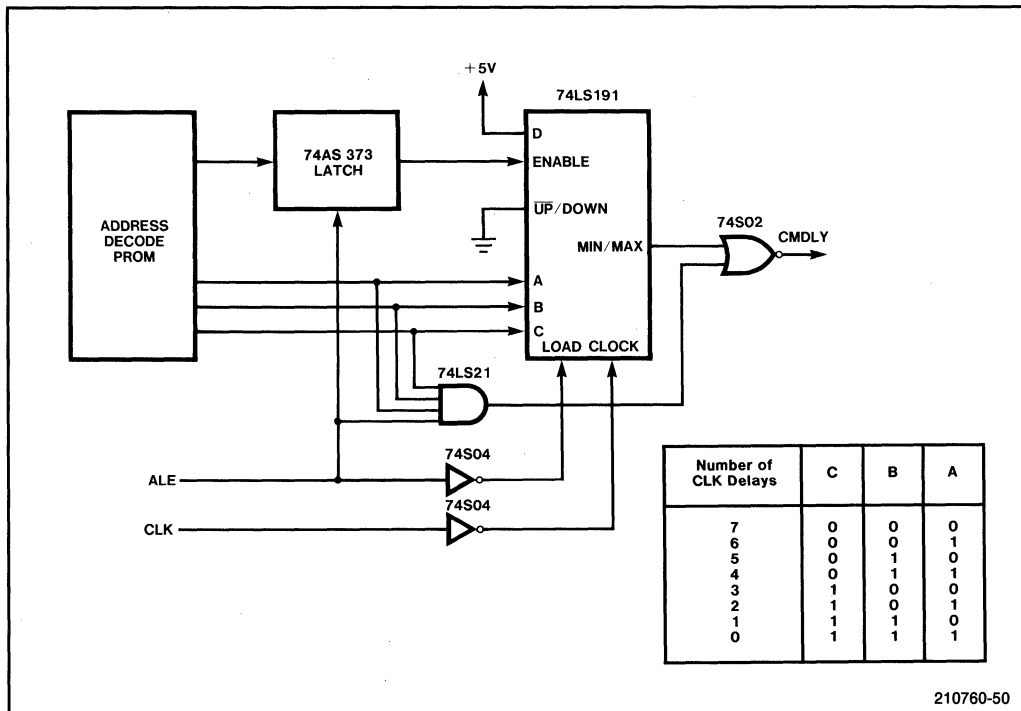 +5V
74LS191
D
74AS 373
LATCH
ENABLE
ADDRESS
DECODE
PROM
UP/DOWN
74S02
MIN/MAX
CMDLY
A
B
C
LOAD CLOCK
74LS21
74S04
ALE
74S04
CLK
Number of
CLK Delays C B A
7 0 0 0
6 0 0 1
5 0 1 0
4 0 1 1
3 1 0 0
2 1 0 1
1 1 1 0
0 1 1 1
210760-50